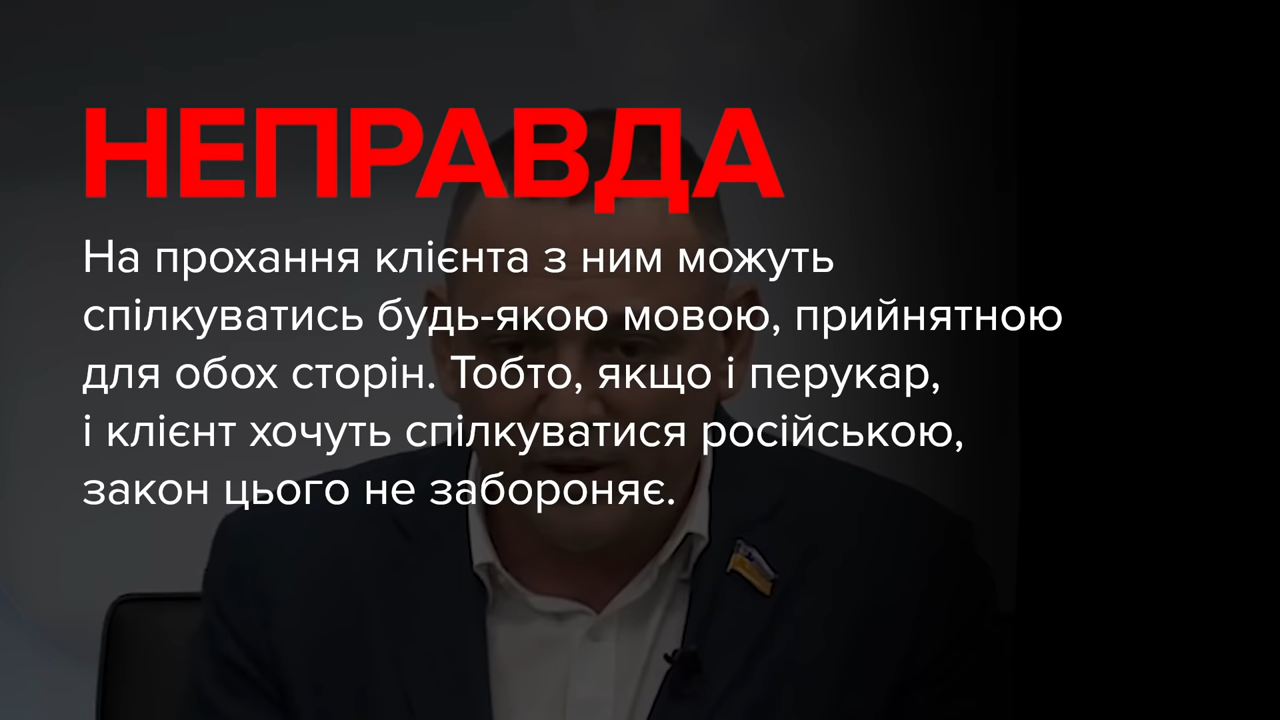 НЕПРАВДА
На прохання клієнта з ним можуть
спілкуватись будь-якою мовою, прийнятною
для обох сторін. Тобто, якщо і перукар,
і клієнт хочуть спілкуватися російською,
закон цього не забороняє.